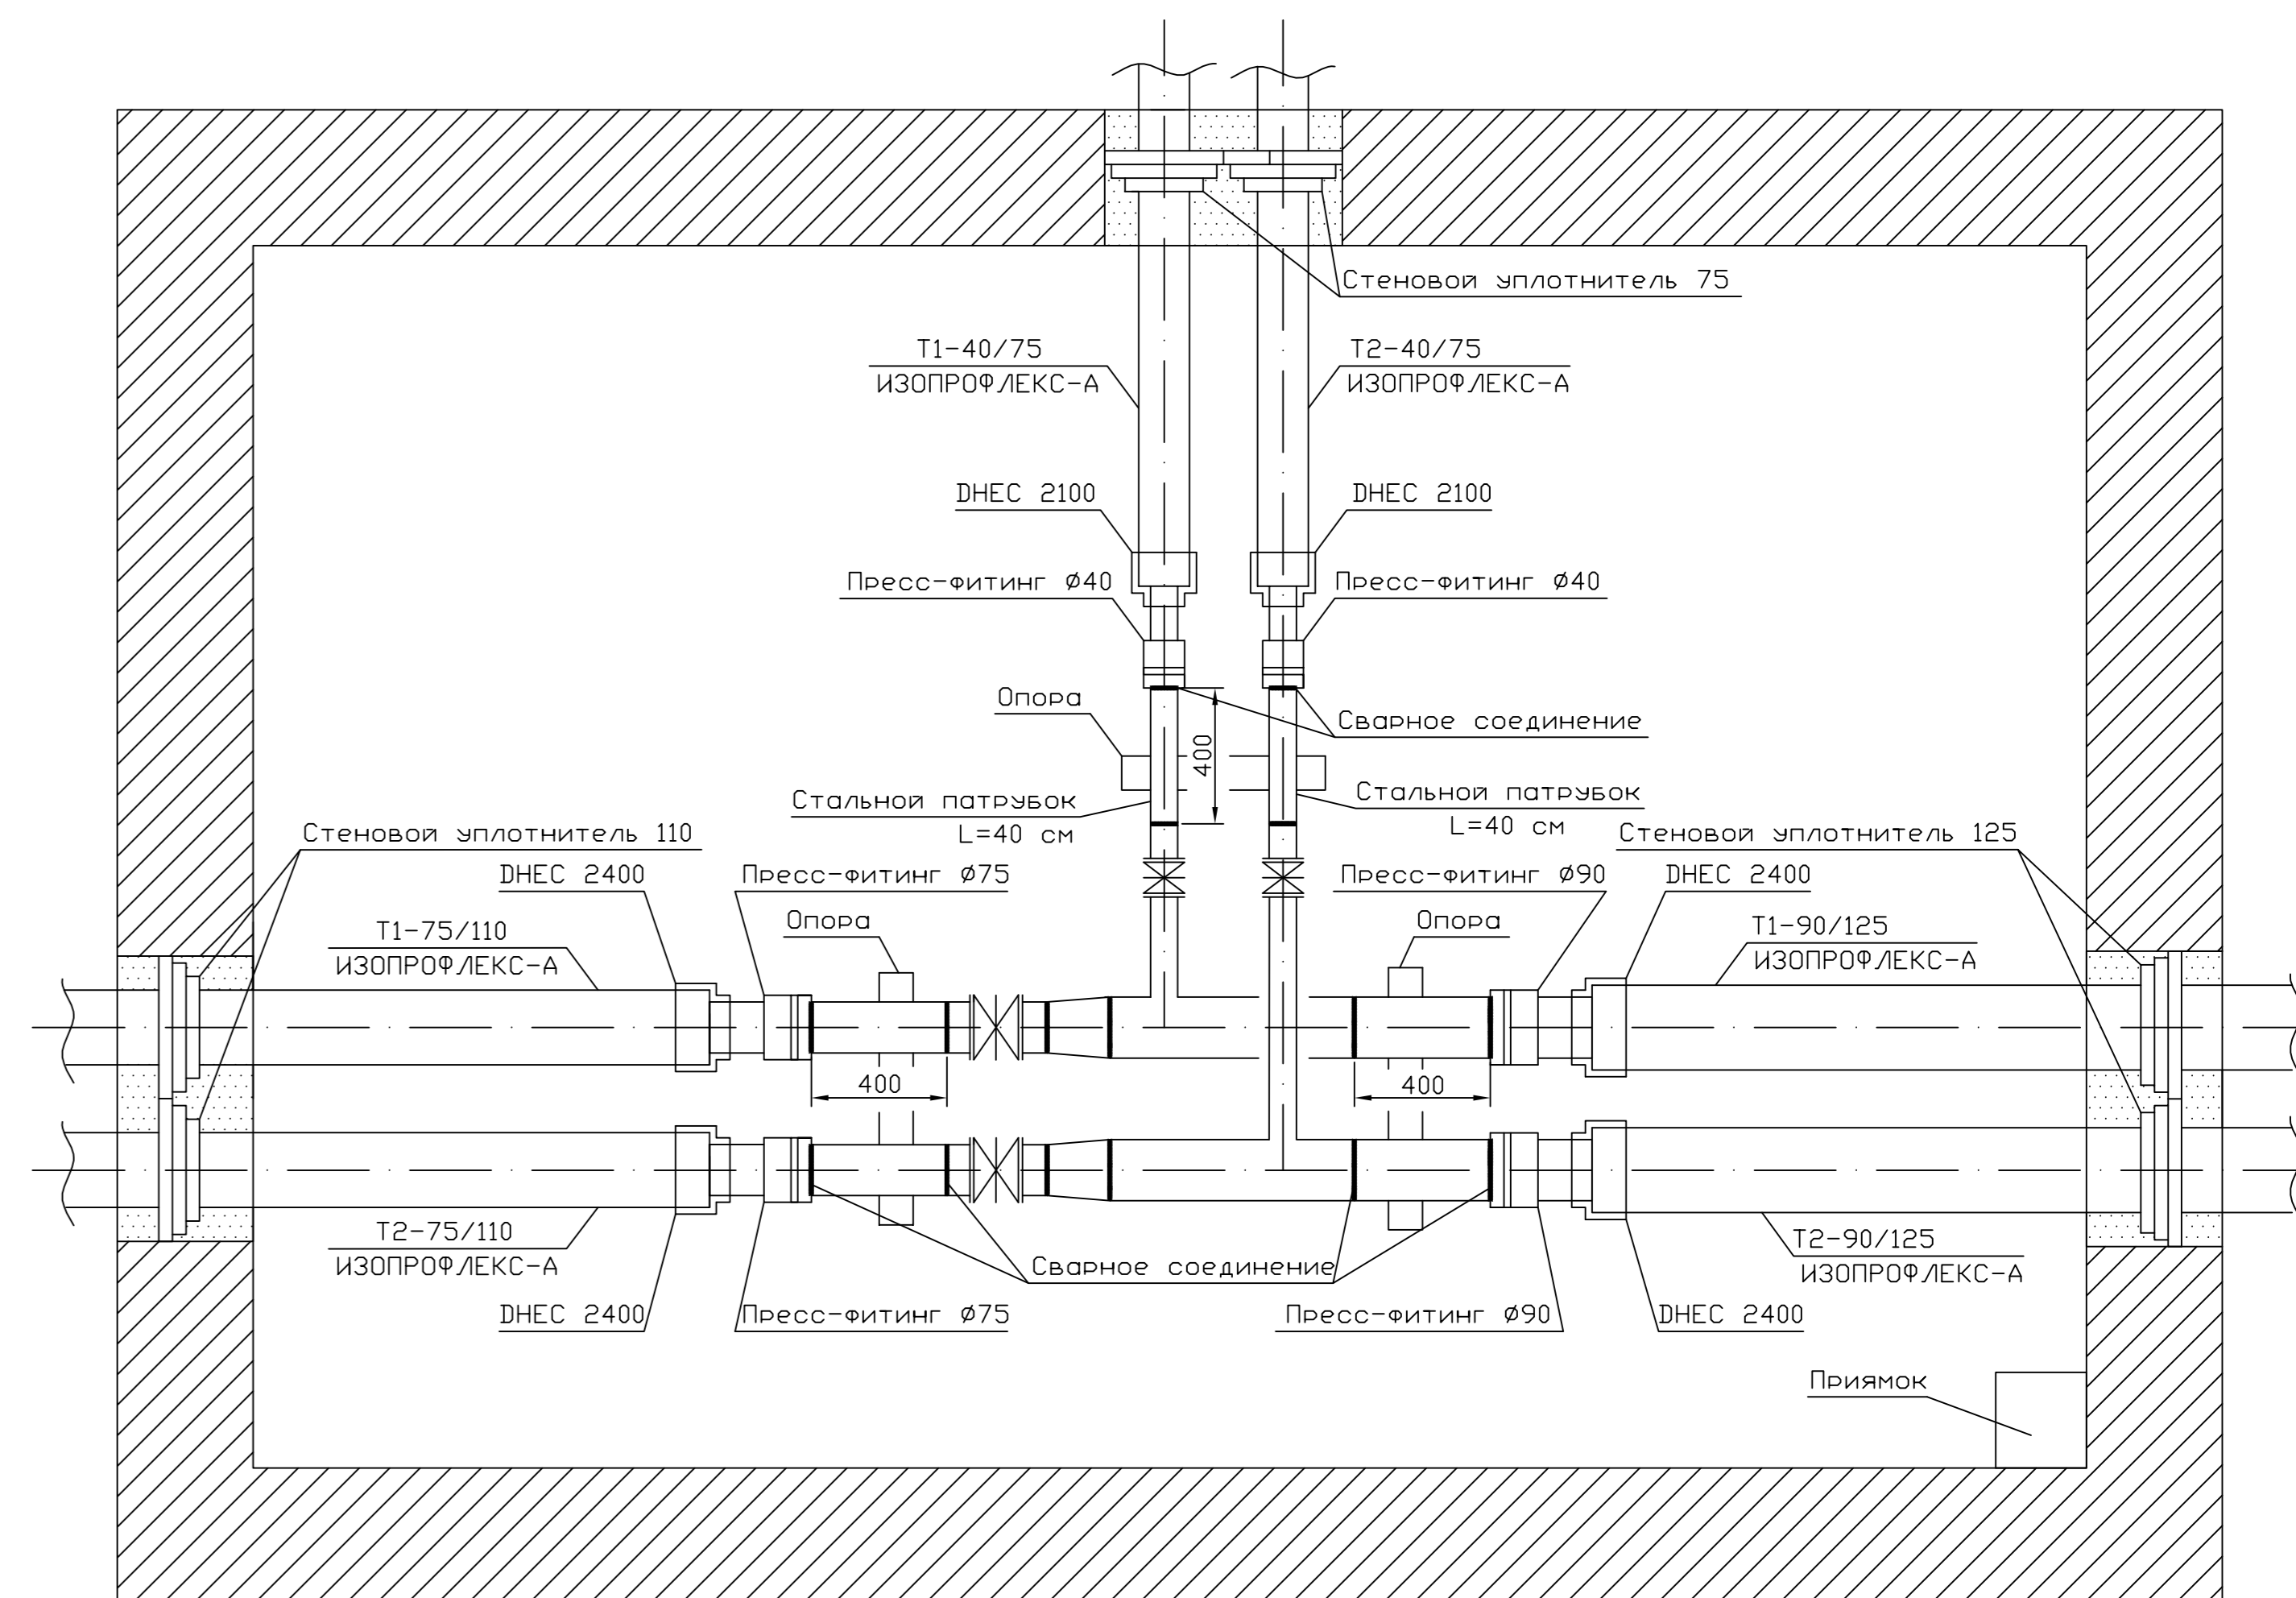 Стеновой уплотнитель 75
Т1-40/75
ИЗОПРОФЛЕКС-А
Т2-40/75
ИЗОПРОФЛЕКС-А
DHEC 2100
DHEC 2100
Пресс-фитинг Ø40
Пресс-фитинг Ø40
Опора
Сварное соединение
400
Стальной патрубок
L=40 см
Стальной патрубок
L=40 см
Стеновой уплотнитель 110
Стеновой уплотнитель 125
DHEC 2400
Пресс-фитинг Ø75
Пресс-фитинг Ø90
DHEC 2400
Опора
Опора
Т1-75/110
ИЗОПРОФЛЕКС-А
Т1-90/125
ИЗОПРОФЛЕКС-А
400
400
Т2-75/110
ИЗОПРОФЛЕКС-А
Сварное соединение
Т2-90/125
ИЗОПРОФЛЕКС-А
DHEC 2400
Пресс-фитинг Ø75
Пресс-фитинг Ø90
DHEC 2400
Приямок